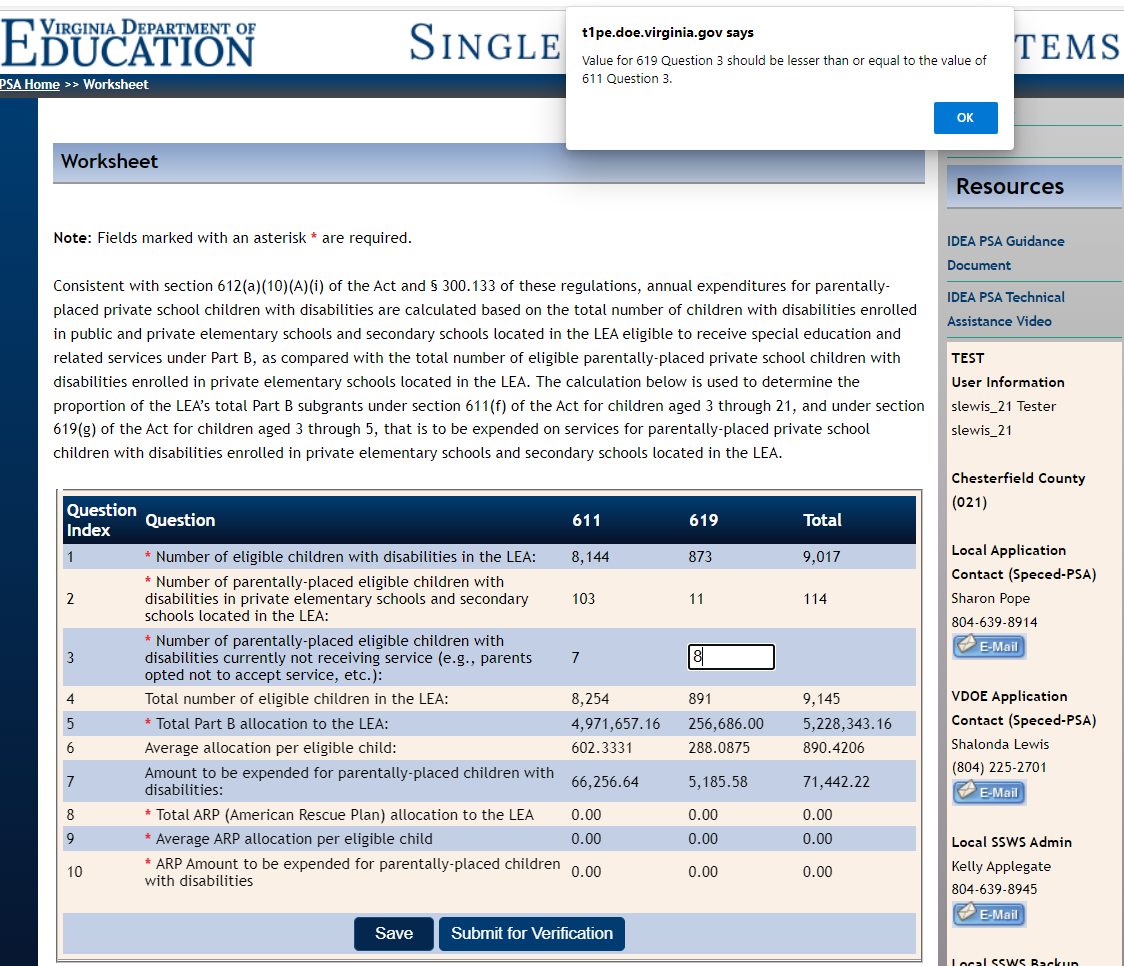 VIRGINIA DEPARTMENT OF
EDUCATION
SINGLE
TEMS
t1pe.doe.virginia.gov says
Value for 619 Question 3 should be lesser than or equal to the value of
611 Question 3.
OK
PSA Home >> Worksheet
Worksheet
Note: Fields marked with an asterisk * are required.
Consistent with section 612(a)(10)(A)(i) of the Act and § 300.133 of these regulations, annual expenditures for parentally-
placed private school children with disabilities are calculated based on the total number of children with disabilities enrolled
in public and private elementary schools and secondary schools located in the LEA eligible to receive special education and
related services under Part B, as compared with the total number of eligible parentally-placed private school children with
disabilities enrolled in private elementary schools located in the LEA. The calculation below is used to determine the
proportion of the LEA's total Part B subgrants under section 611(f) of the Act for children aged 3 through 21, and under section
619(g) of the Act for children aged 3 through 5, that is to be expended on services for parentally-placed private school
children with disabilities enrolled in private elementary schools and secondary schools located in the LEA.
Question Index Question 611 619 Total
1 * Number of eligible children with disabilities in the LEA: 8,144 873 9,017
* Number of parentally-placed eligible children with
2 disabilities in private elementary schools and secondary 103 11 114
schools located in the LEA:
* Number of parentally-placed eligible children with
3 disabilities currently not receiving service (e.g., parents 7 8
opted not to accept service, etc.):
4 Total number of eligible children in the LEA: 8,254 891 9,145
5 * Total Part B allocation to the LEA: 4,971,657.16 256,686.00 5,228,343.16
6 Average allocation per eligible child: 602.3331 288.0875 890.4206
7 Amount to be expended for parentally-placed children with 66,256.64 5,185.58 71,442.22
disabilities:
8 * Total ARP (American Rescue Plan) allocation to the LEA 0.00 0.00 0.00
9 * Average ARP allocation per eligible child 0.00 0.00 0.00
10 * ARP Amount to be expended for parentally-placed children 0.00 0.00 0.00
with disabilities
Save Submit for Verification
Resources
IDEA PSA Guidance
Document
IDEA PSA Technical
Assistance Video
TEST
User Information
slewis_21 Tester
slewis_21
Chesterfield County
(021)
Local Application
Contact (Speced-PSA)
Sharon Pope
804-639-8914
E-Mail
VDOE Application
Contact (Speced-PSA)
Shalonda Lewis
(804) 225-2701
E-Mail
Local SSWS Admin
Kelly Applegate
804-639-8945
E-Mail
Local SSWS Backup